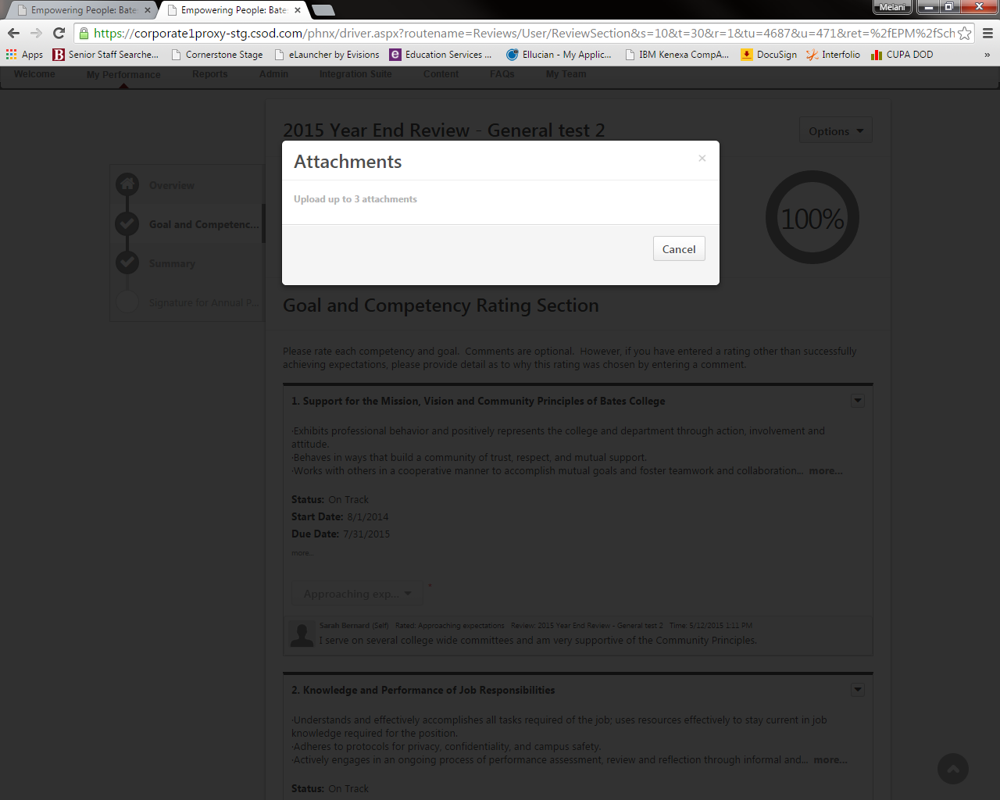 Empowering People: Bate
Empowering People: Bate
Melani
https://corporate1proxy-stg.csod.com/phnx/driver.aspx?routename=Reviews/User/ReviewSection&s=10&t=30&r=1&tu=4687&u=471&ret=%2fEPM%2fSch
Apps
Senior Staff Searche...
Cornerstone Stage
eLauncher by Evisions
Education Services ...
Ellucian - My Applic...
IBM Kenexa CompA...
DocuSign
Interfolio
CUPA DOD
»
Welcome
My Performance
Reports
Admin
Integration Suite
Content
FAQs
My Team
2015 Year End Review - General test 2
Options
Attachments
×
Upload up to 3 attachments
Cancel
Overview
Goal and Competenc...
Summary
Signature for Annual P...
100%
Goal and Competency Rating Section
Please rate each competency and goal.  Comments are optional.  However, if you have entered a rating other than successfully
achieving expectations, please provide detail as to why this rating was chosen by entering a comment.
1. Support for the Mission, Vision and Community Principles of Bates College
·Exhibits professional behavior and positively represents the college and department through action, involvement and
attitude.
·Behaves in ways that build a community of trust, respect, and mutual support.
·Works with others in a cooperative manner to accomplish mutual goals and foster teamwork and collaboration... more...
Status: On Track
Start Date: 8/1/2014
Due Date: 7/31/2015
more...
Approaching exp... *
Sarah Bernard (Self) Rated: Approaching expectations Review: 2015 Year End Review - General test 2 Time: 5/12/2015 1:11 PM
I serve on several college wide committees and am very supportive of the Community Principles.
2. Knowledge and Performance of Job Responsibilities
·Understands and effectively accomplishes all tasks required of the job; uses resources effectively to stay current in job
knowledge required for the position.
·Adheres to protocols for privacy, confidentiality, and campus safety.
·Actively engages in an ongoing process of performance assessment, review and reflection through informal and... more...
Status: On Track